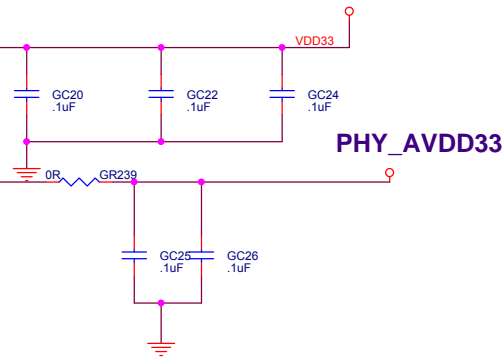 VDD33
GC20
.1uF
GC22
.1uF
GC24
.1uF
PHY_AVDD33
0R
GR239
GC25
.1uF
GC26
.1uF